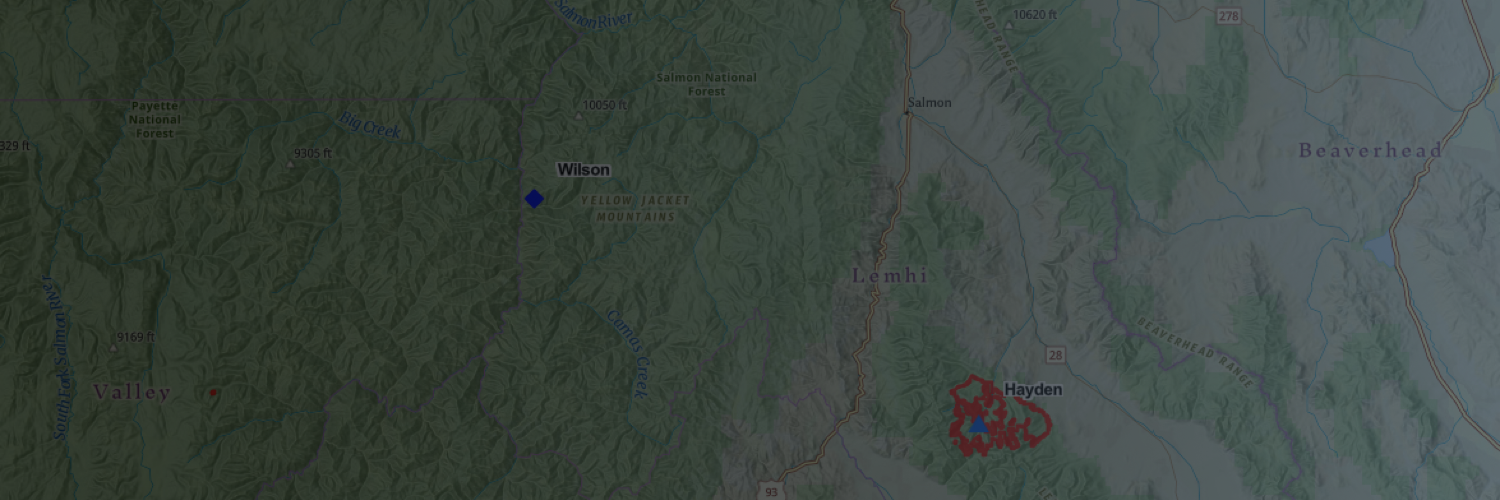 Salmon River
HEAD RANGE
10620 ft
278
Salmon National
Forest
10050 ft
Payette
National
Forest
Big Creek
Salmon
329 ft
9305 ft
Beaverhead
Wilson
YELLOW JACKET
MOUNTAINS
Lemhi
South Fork Salmon River
Camas Creek
9169 ft
BEAVERHEAD RANGE
28
Valley
Hayden
93